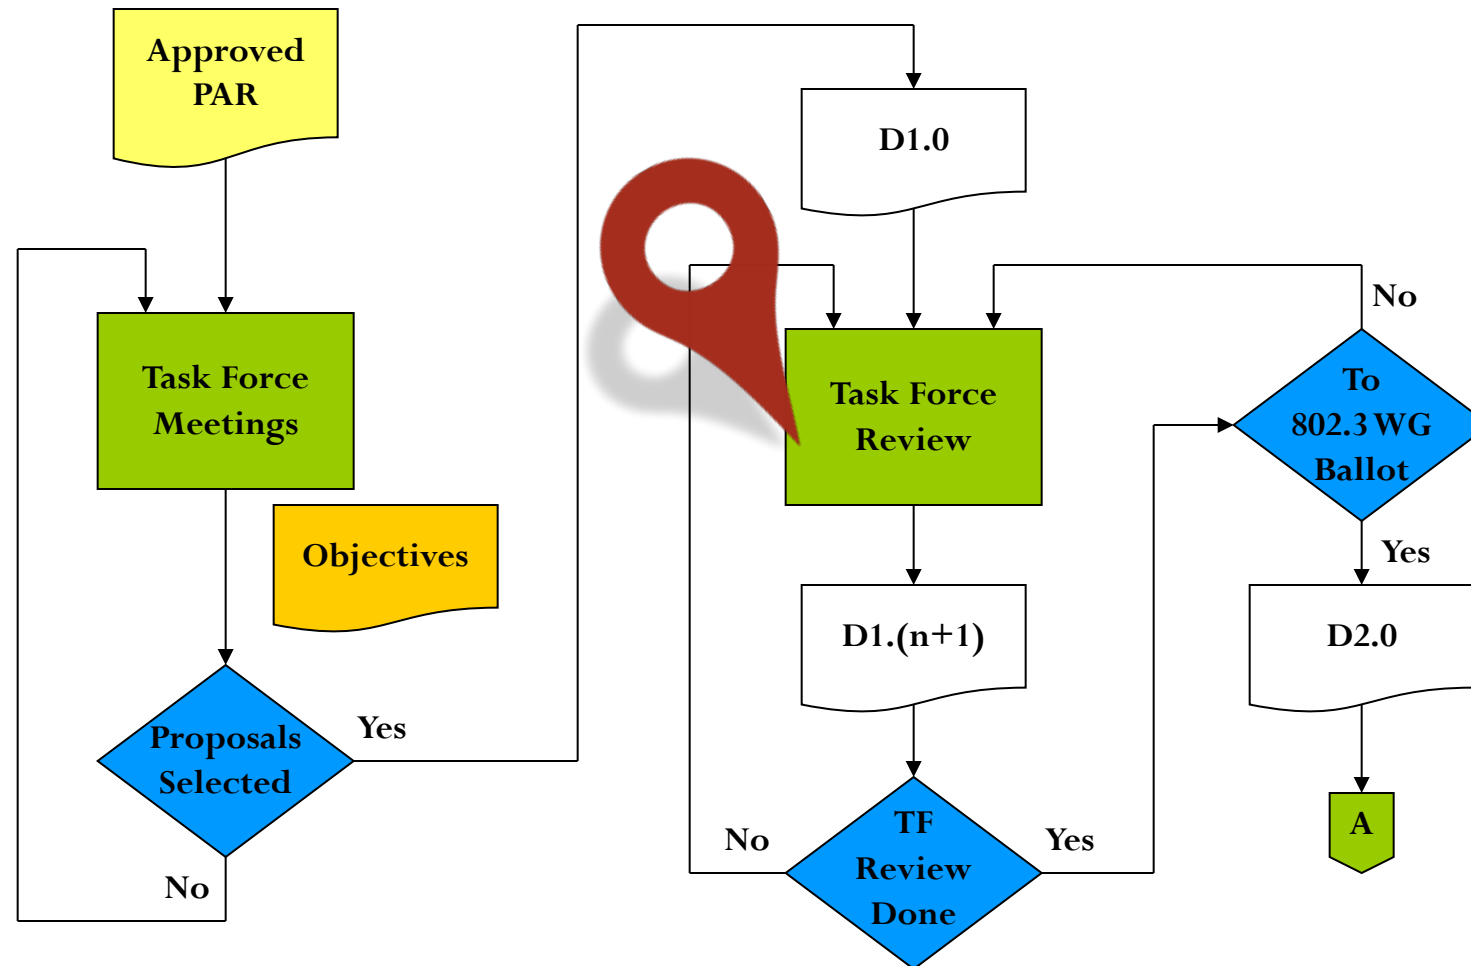 Approved
PAR
Task Force
Meetings
Objectives
Proposals
Selected
Yes
No
D1.0
Task Force
Review
D1.(n+1)
TF
Review
Done
No
Yes
To
802.3 WG
Ballot
No
Yes
D2.0
A